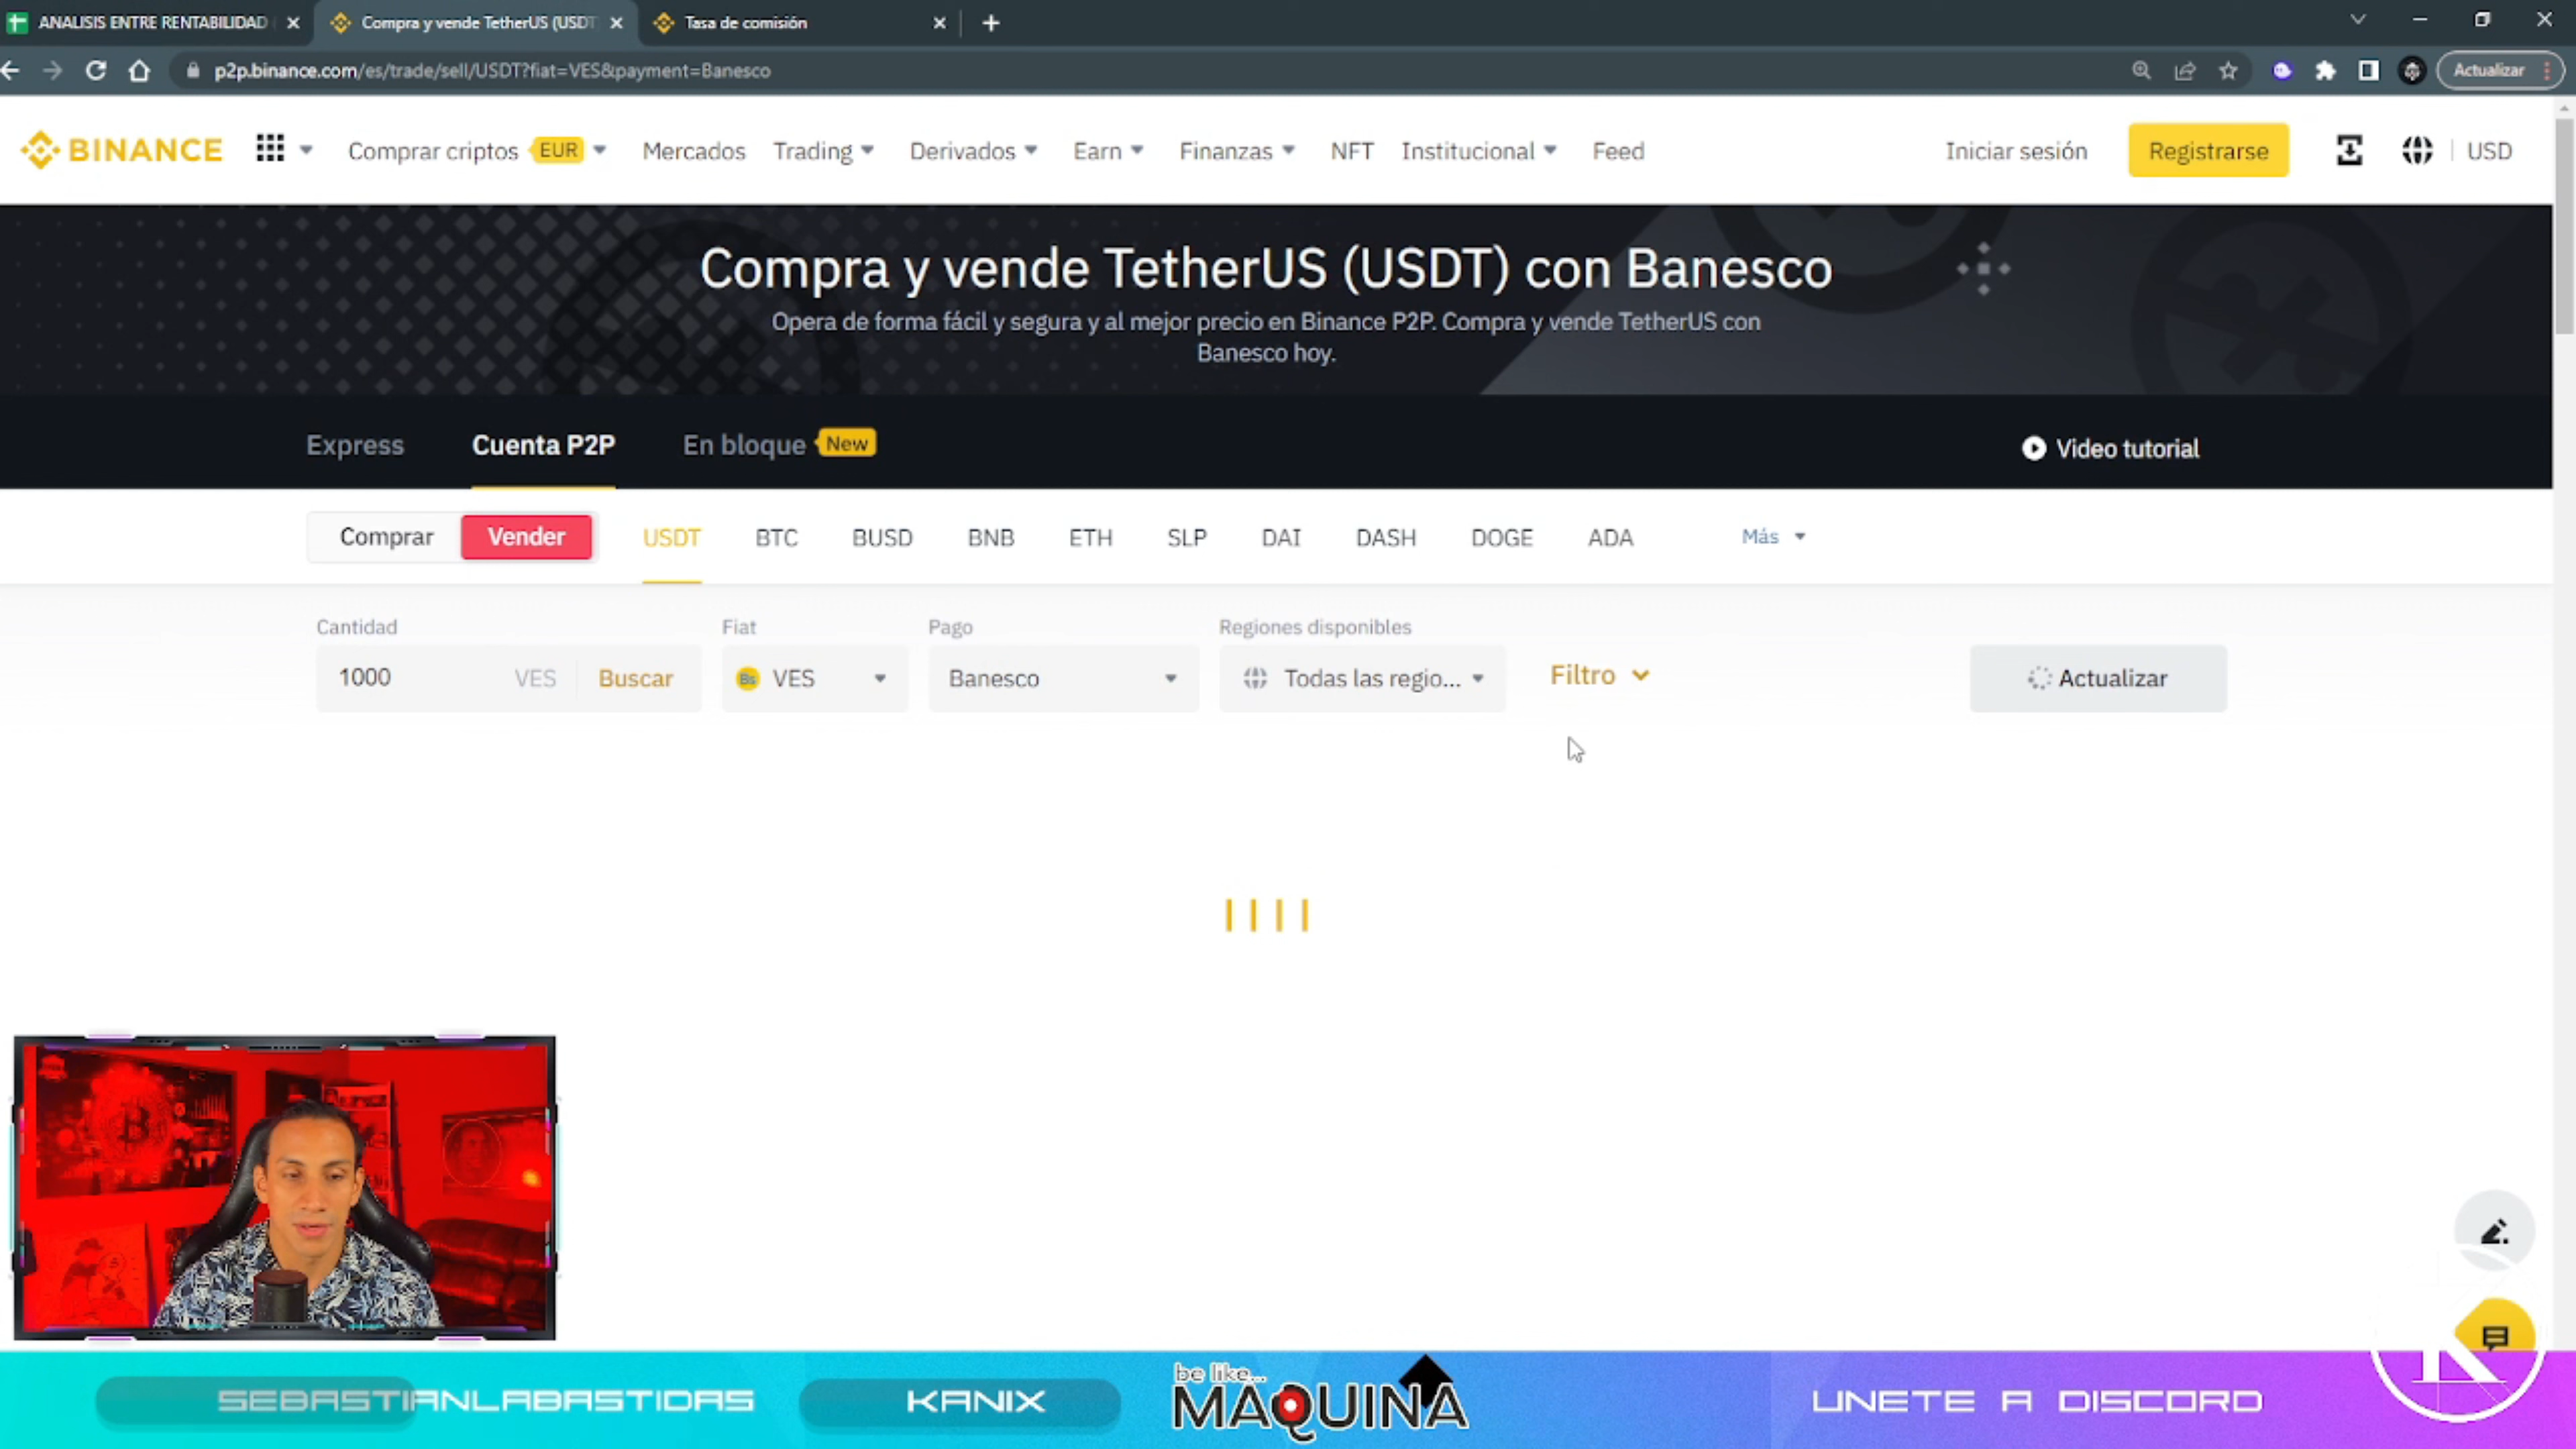 ANALISIS ENTRE RENTABILIDAD
Compra y vende TetherUS (USDT
Tasa de comisión
p2p.binance.com/es/trade/sell/USDT?fiat=VES&payment=Banesco
Actualizar
BINANCE
Comprar criptos EUR
Mercados
Trading
Derivados
Earn
Finanzas
NFT
Institucional
Feed
Iniciar sesión
Registrarse
USD
Compra y vende TetherUS (USDT) con Banesco
Opera de forma fácil y segura y al mejor precio en Binance P2P. Compra y vende TetherUS con
Banesco hoy.
Express
Cuenta P2P
En bloque New
Video tutorial
Comprar
Vender
USDT
BTC
BUSD
BNB
ETH
SLP
DAI
DASH
DOGE
ADA
Más
Cantidad
Fiat
Pago
Regiones disponibles
1000
VES
Buscar
Bs VES
Banesco
Todas las regio...
Filtro
Actualizar
SEBASTIANLABASTIDAS
KANIX
be like...
MAQUINA
UNETE A DISCORD
K